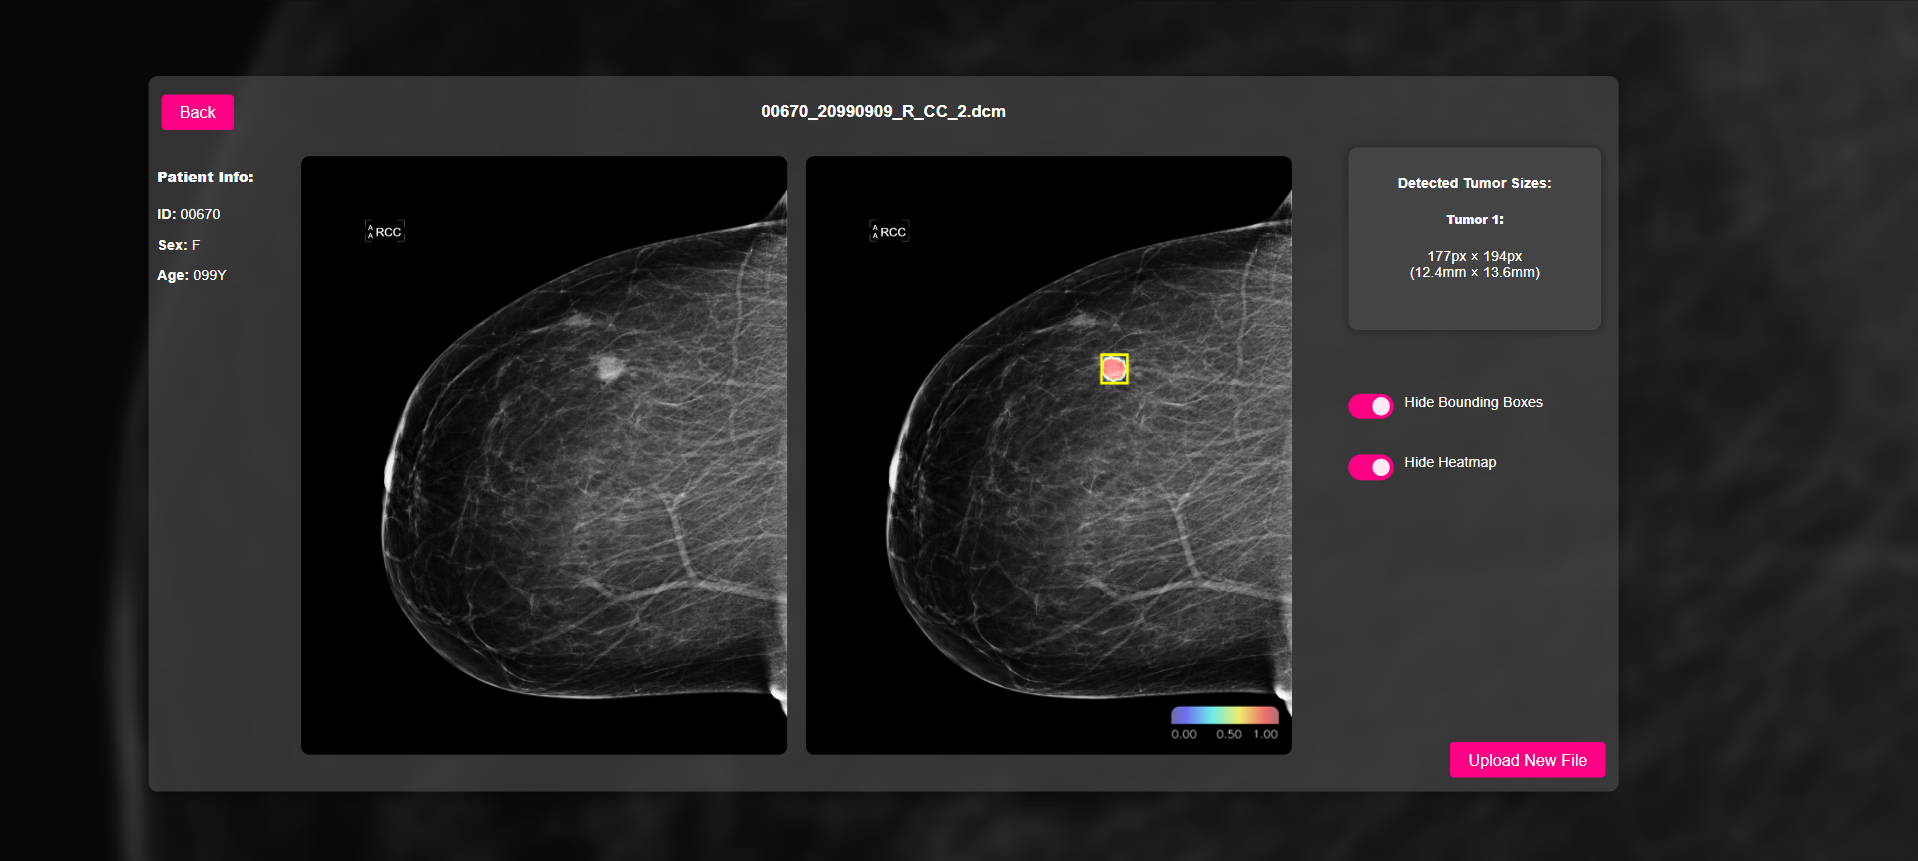 Back
00670_20990909_R_CC_2.dcm
Patient Info:
ID: 00670
Sex: F
Age: 099Y
A
A RCC
A
A RCC
0.00 0.50 1.00
Detected Tumor Sizes:
Tumor 1:
177px × 194px
(12.4mm × 13.6mm)
Hide Bounding Boxes
Hide Heatmap
Upload New File